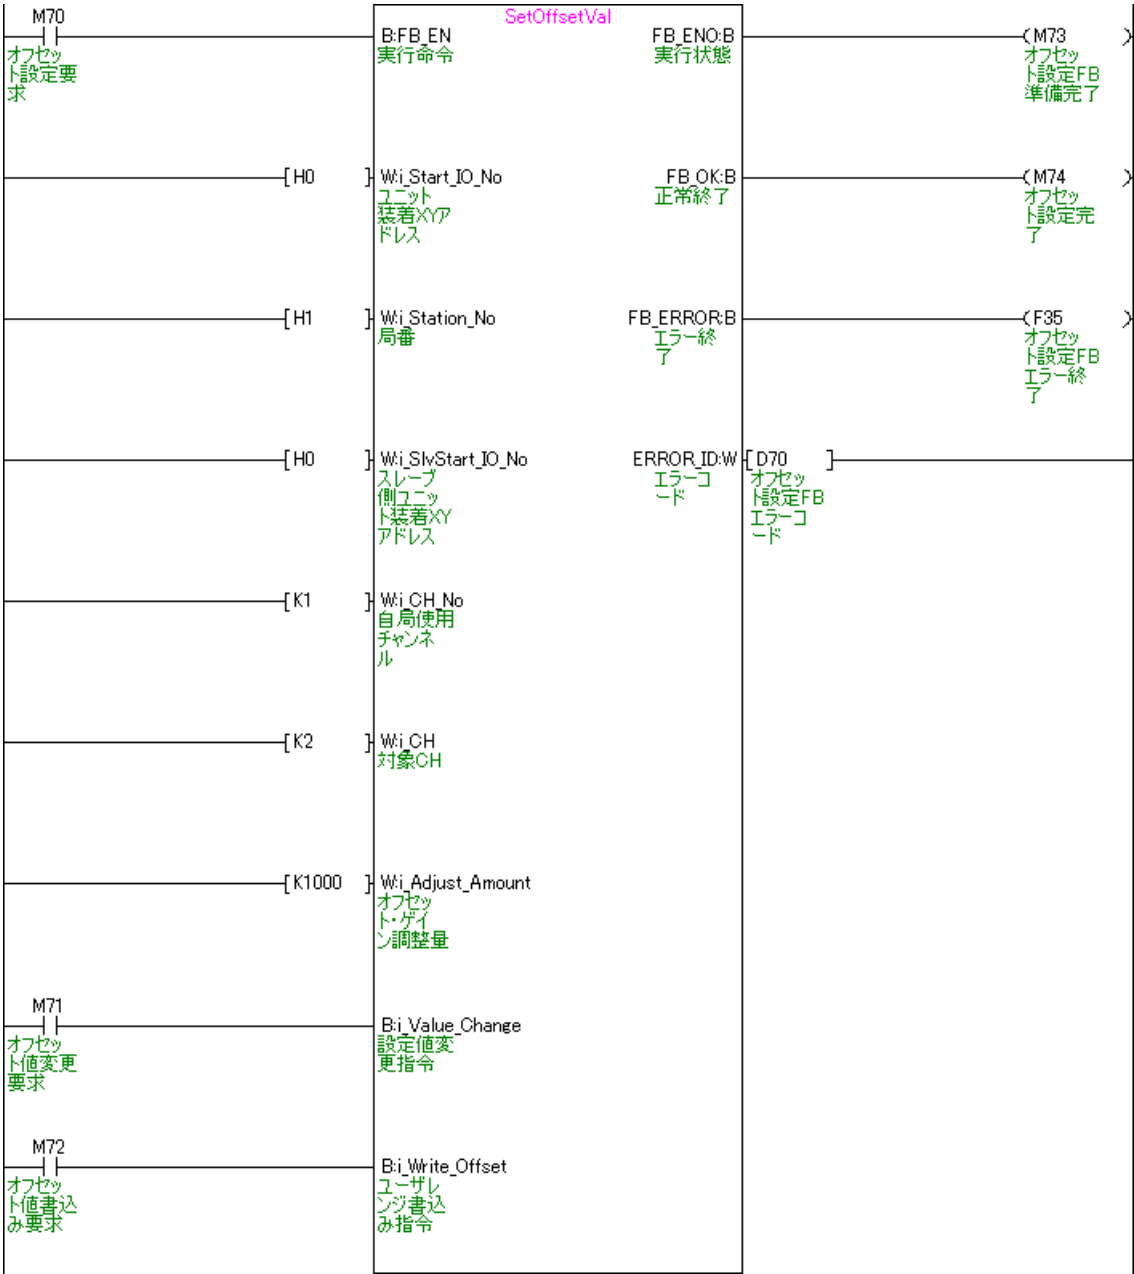 SetOffsetVal
M70
B:FB_EN
FB_ENO:B
M73
オフセッ
ト設定要
求
実行命令
実行状態
オフセッ
ト設定FB
準備完了
H0
W:i_Start_IO_No
FB_OK:B
M74
ユニット
装着XYア
ドレス
正常終了
オフセッ
ト設定完
了
H1
W:i_Station_No
FB_ERROR:B
F35
局番
エラー終
了
オフセッ
ト設定FB
エラー終
了
H0
W:i_SlvStart_IO_No
ERROR_ID:W
D70
スレーブ
側ユニッ
ト装着XY
アドレス
エラーコ
ード
オフセッ
ト設定FB
エラーコ
ード
K1
W:i_CH_No
自局使用
チャンネ
ル
K2
W:i_CH
対象CH
K1000
W:i_Adjust_Amount
オフセッ
ト・ゲイ
ン調整量
M71
B:i_Value_Change
オフセッ
ト値変更
要求
設定値変
更指令
M72
B:i_Write_Offset
オフセッ
ト値書込
み要求
ユーザレ
ンジ書込
み指令